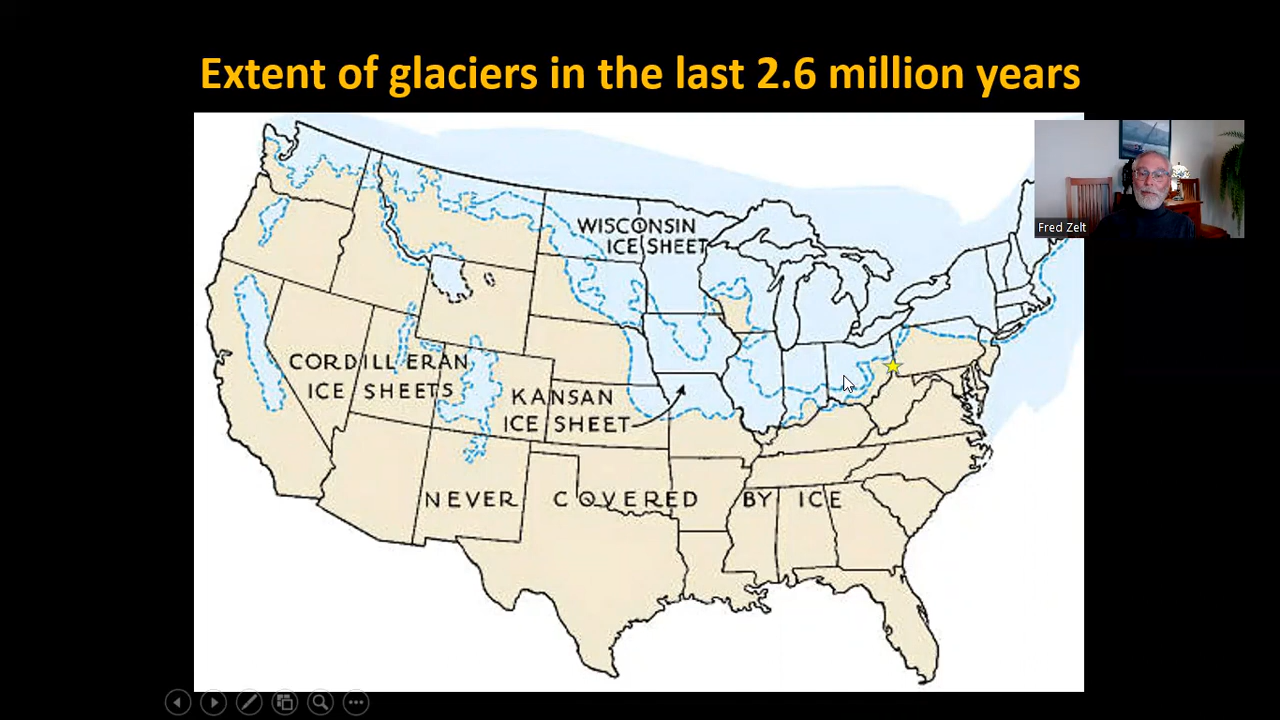 Extent of glaciers in the last 2.6 million years
Fred Zelt
WISCONSIN
ICE SHEET
CORDILLERAN
ICE SHEETS
KANSAN
ICE SHEET
NEVER COVERED BY ICE